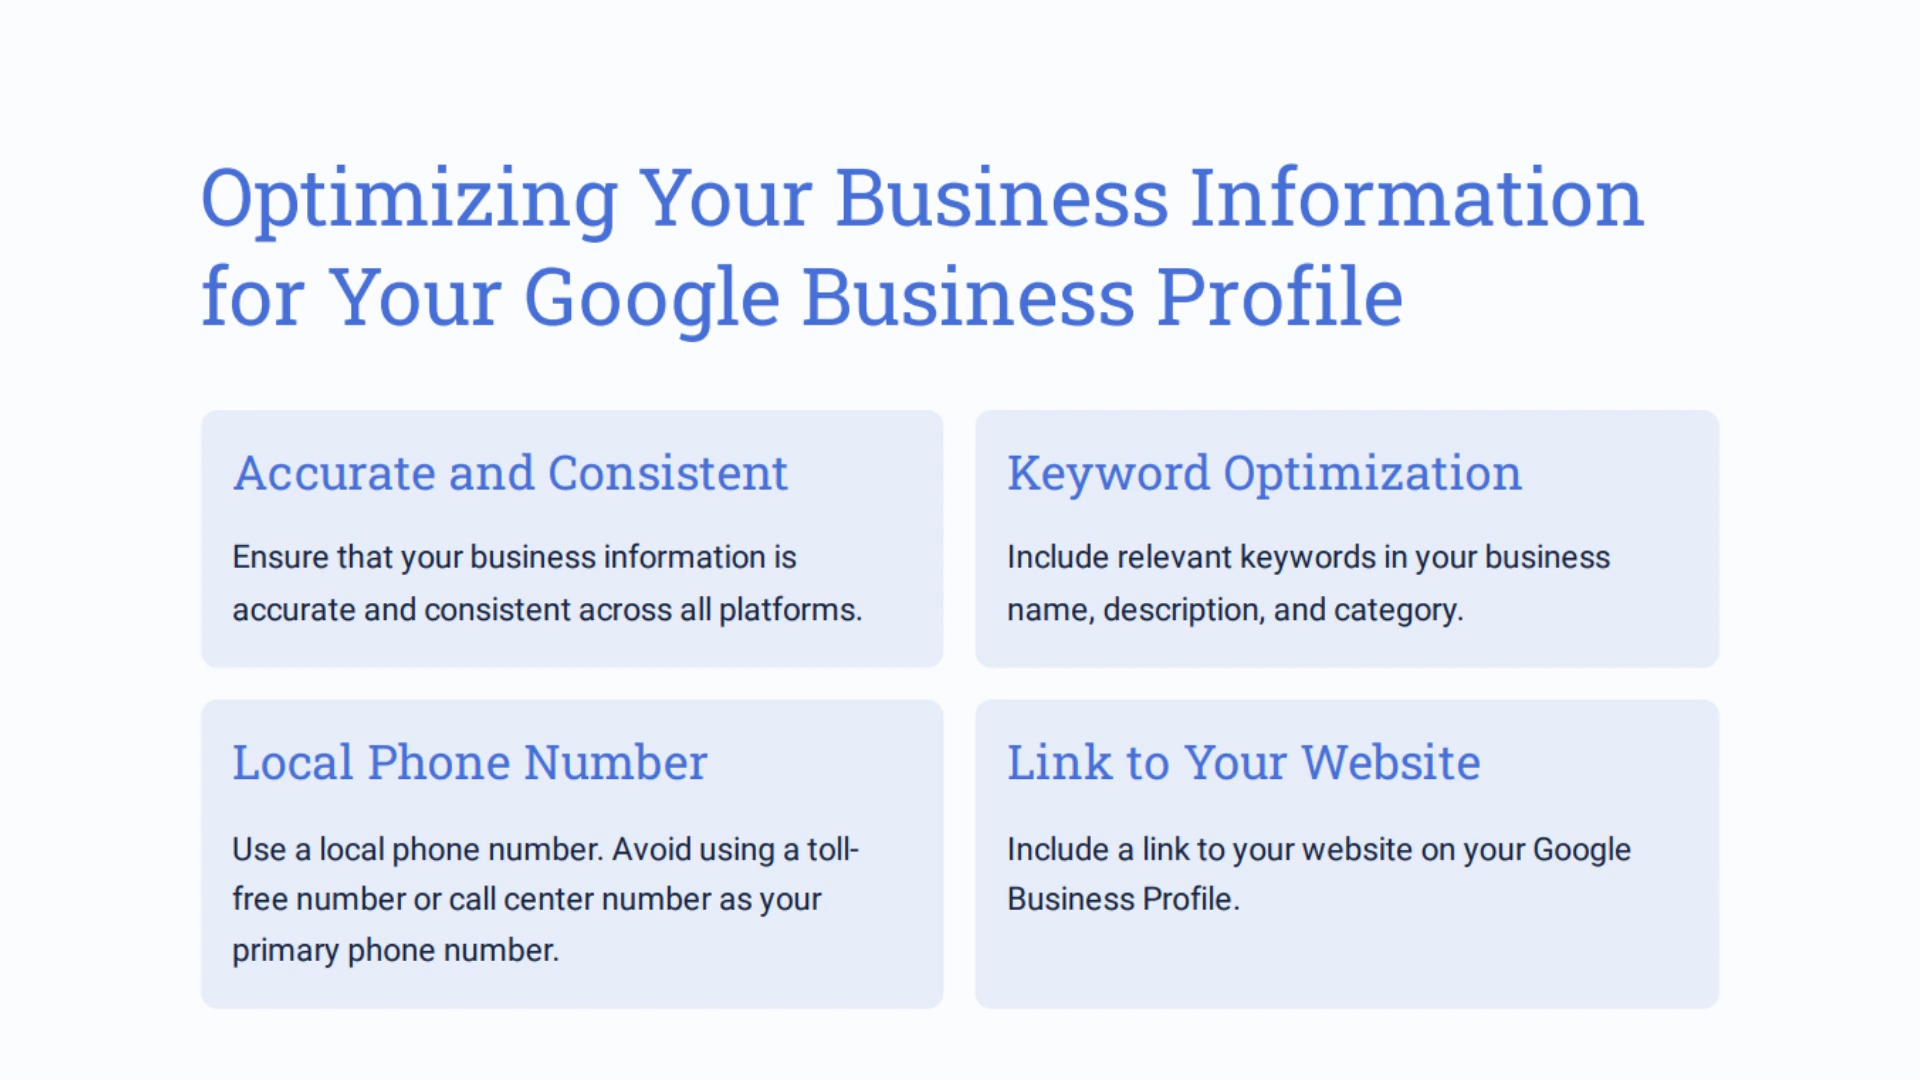 Optimizing Your Business Information
for Your Google Business Profile
Accurate and Consistent
Ensure that your business information is
accurate and consistent across all platforms.
Keyword Optimization
Include relevant keywords in your business
name, description, and category.
Local Phone Number
Use a local phone number. Avoid using a toll-
free number or call center number as your
primary phone number.
Link to Your Website
Include a link to your website on your Google
Business Profile.